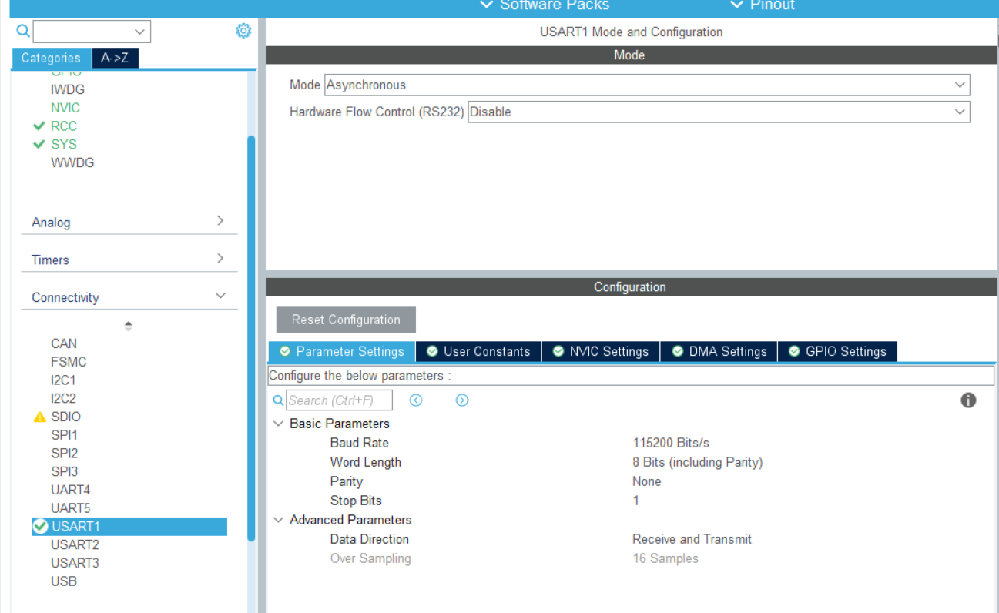 Software Packs
Pinout
USART1 Mode and Configuration
Categories
A->Z
IWDG
NVIC
RCC
SYS
WWDG
Analog
Timers
Connectivity
CAN
FSMC
I2C1
I2C2
SDIO
SPI1
SPI2
SPI3
UART4
UART5
USART1
USART2
USART3
USB
Mode
Mode Asynchronous
Hardware Flow Control (RS232) Disable
Configuration
Reset Configuration
Parameter Settings
User Constants
NVIC Settings
DMA Settings
GPIO Settings
Configure the below parameters :
Search (Ctrl+F)
Basic Parameters
Baud Rate 115200 Bits/s
Word Length 8 Bits (including Parity)
Parity None
Stop Bits 1
Advanced Parameters
Data Direction Receive and Transmit
Over Sampling 16 Samples